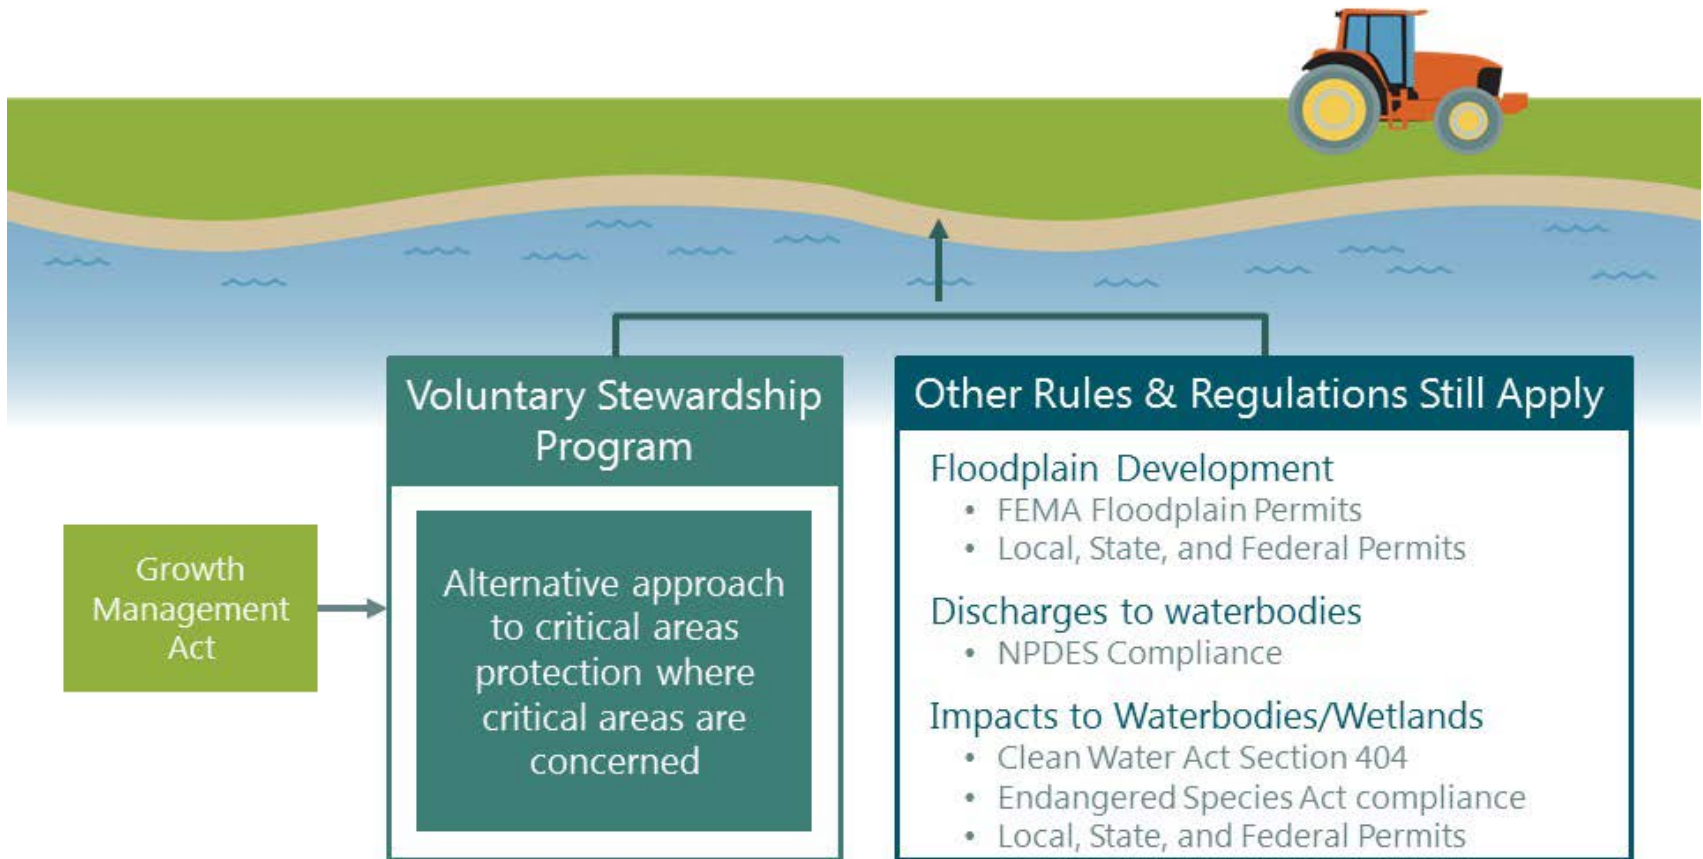 Voluntary Stewardship
Program
Growth
Management
Act
Alternative approach
to critical areas
protection where
critical areas are
concerned
Other Rules & Regulations Still Apply
Floodplain Development
• FEMA Floodplain Permits
• Local, State, and Federal Permits
Discharges to waterbodies
• NPDES Compliance
Impacts to Waterbodies/Wetlands
• Clean Water Act Section 404
• Endangered Species Act compliance
• Local, State, and Federal Permits